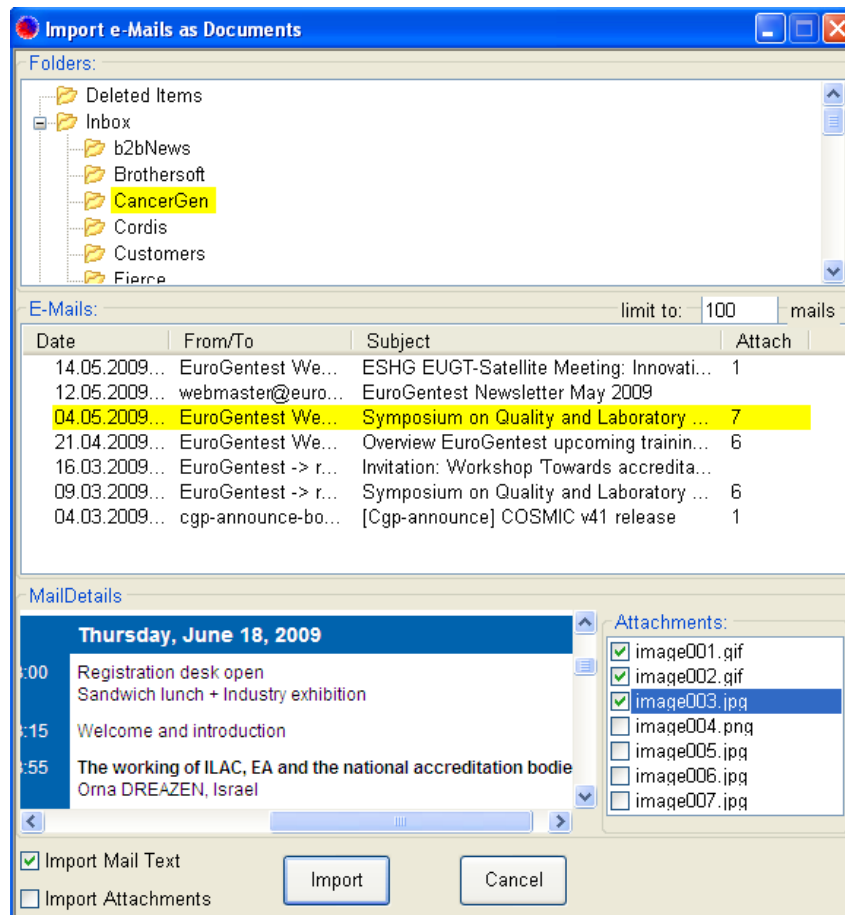 Import e-Mails as Documents
Folders:
Deleted Items
Inbox
b2bNews
Brothersoft
CancerGen
Cordis
Customers
Fierce
E-Mails: limit to: 100 mails
Date From/To Subject Attach
14.05.2009... EuroGentest We... ESHG EUGT-Satellite Meeting: Innovati... 1
12.05.2009... webmaster@euro... EuroGentest Newsletter May 2009
04.05.2009... EuroGentest We... Symposium on Quality and Laboratory ... 7
21.04.2009... EuroGentest We... Overview EuroGentest upcoming trainin... 6
16.03.2009... EuroGentest -> r... Invitation: Workshop 'Towards accredita...
09.03.2009... EuroGentest -> r... Symposium on Quality and Laboratory ... 6
04.03.2009... cgp-announce-bo... [Cgp-announce] COSMIC v41 release 1
MailDetails
Thursday, June 18, 2009
:00 Registration desk open
Sandwich lunch + Industry exhibition
:15 Welcome and introduction
:55 The working of ILAC, EA and the national accreditation bodie
Orna DREAZEN, Israel
Attachments:
image001.gif
image002.gif
image003.jpg
image004.png
image005.jpg
image006.jpg
image007.jpg
Import Mail Text
Import Attachments
Import
Cancel